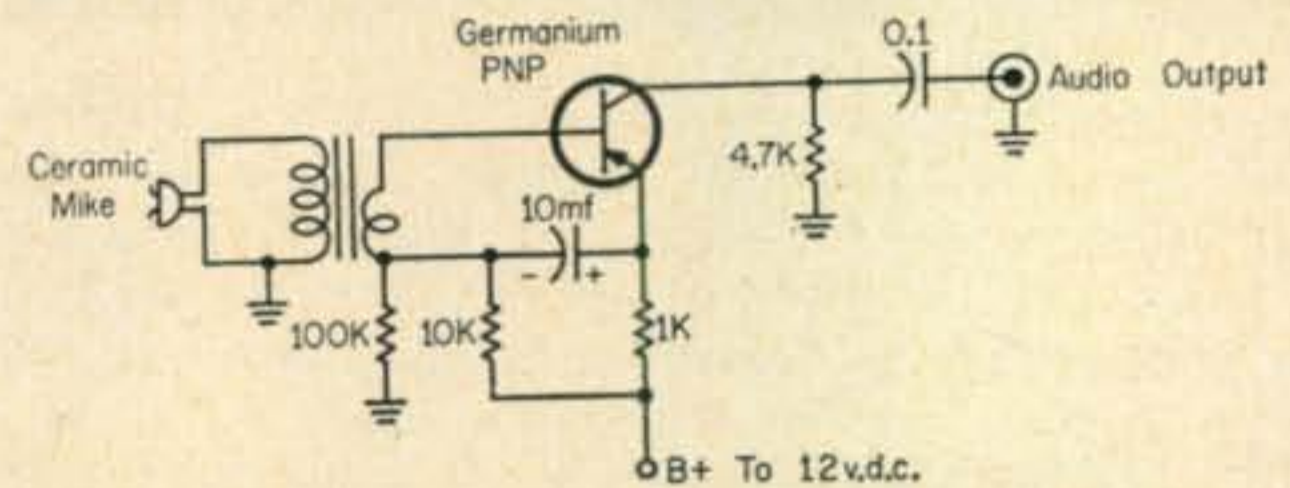 Germanium
PNP
0.1
Audio Output
Ceramic
Mike
4.7K
10mf
- +
100K
10K
1K
B+ To 12v.d.c.